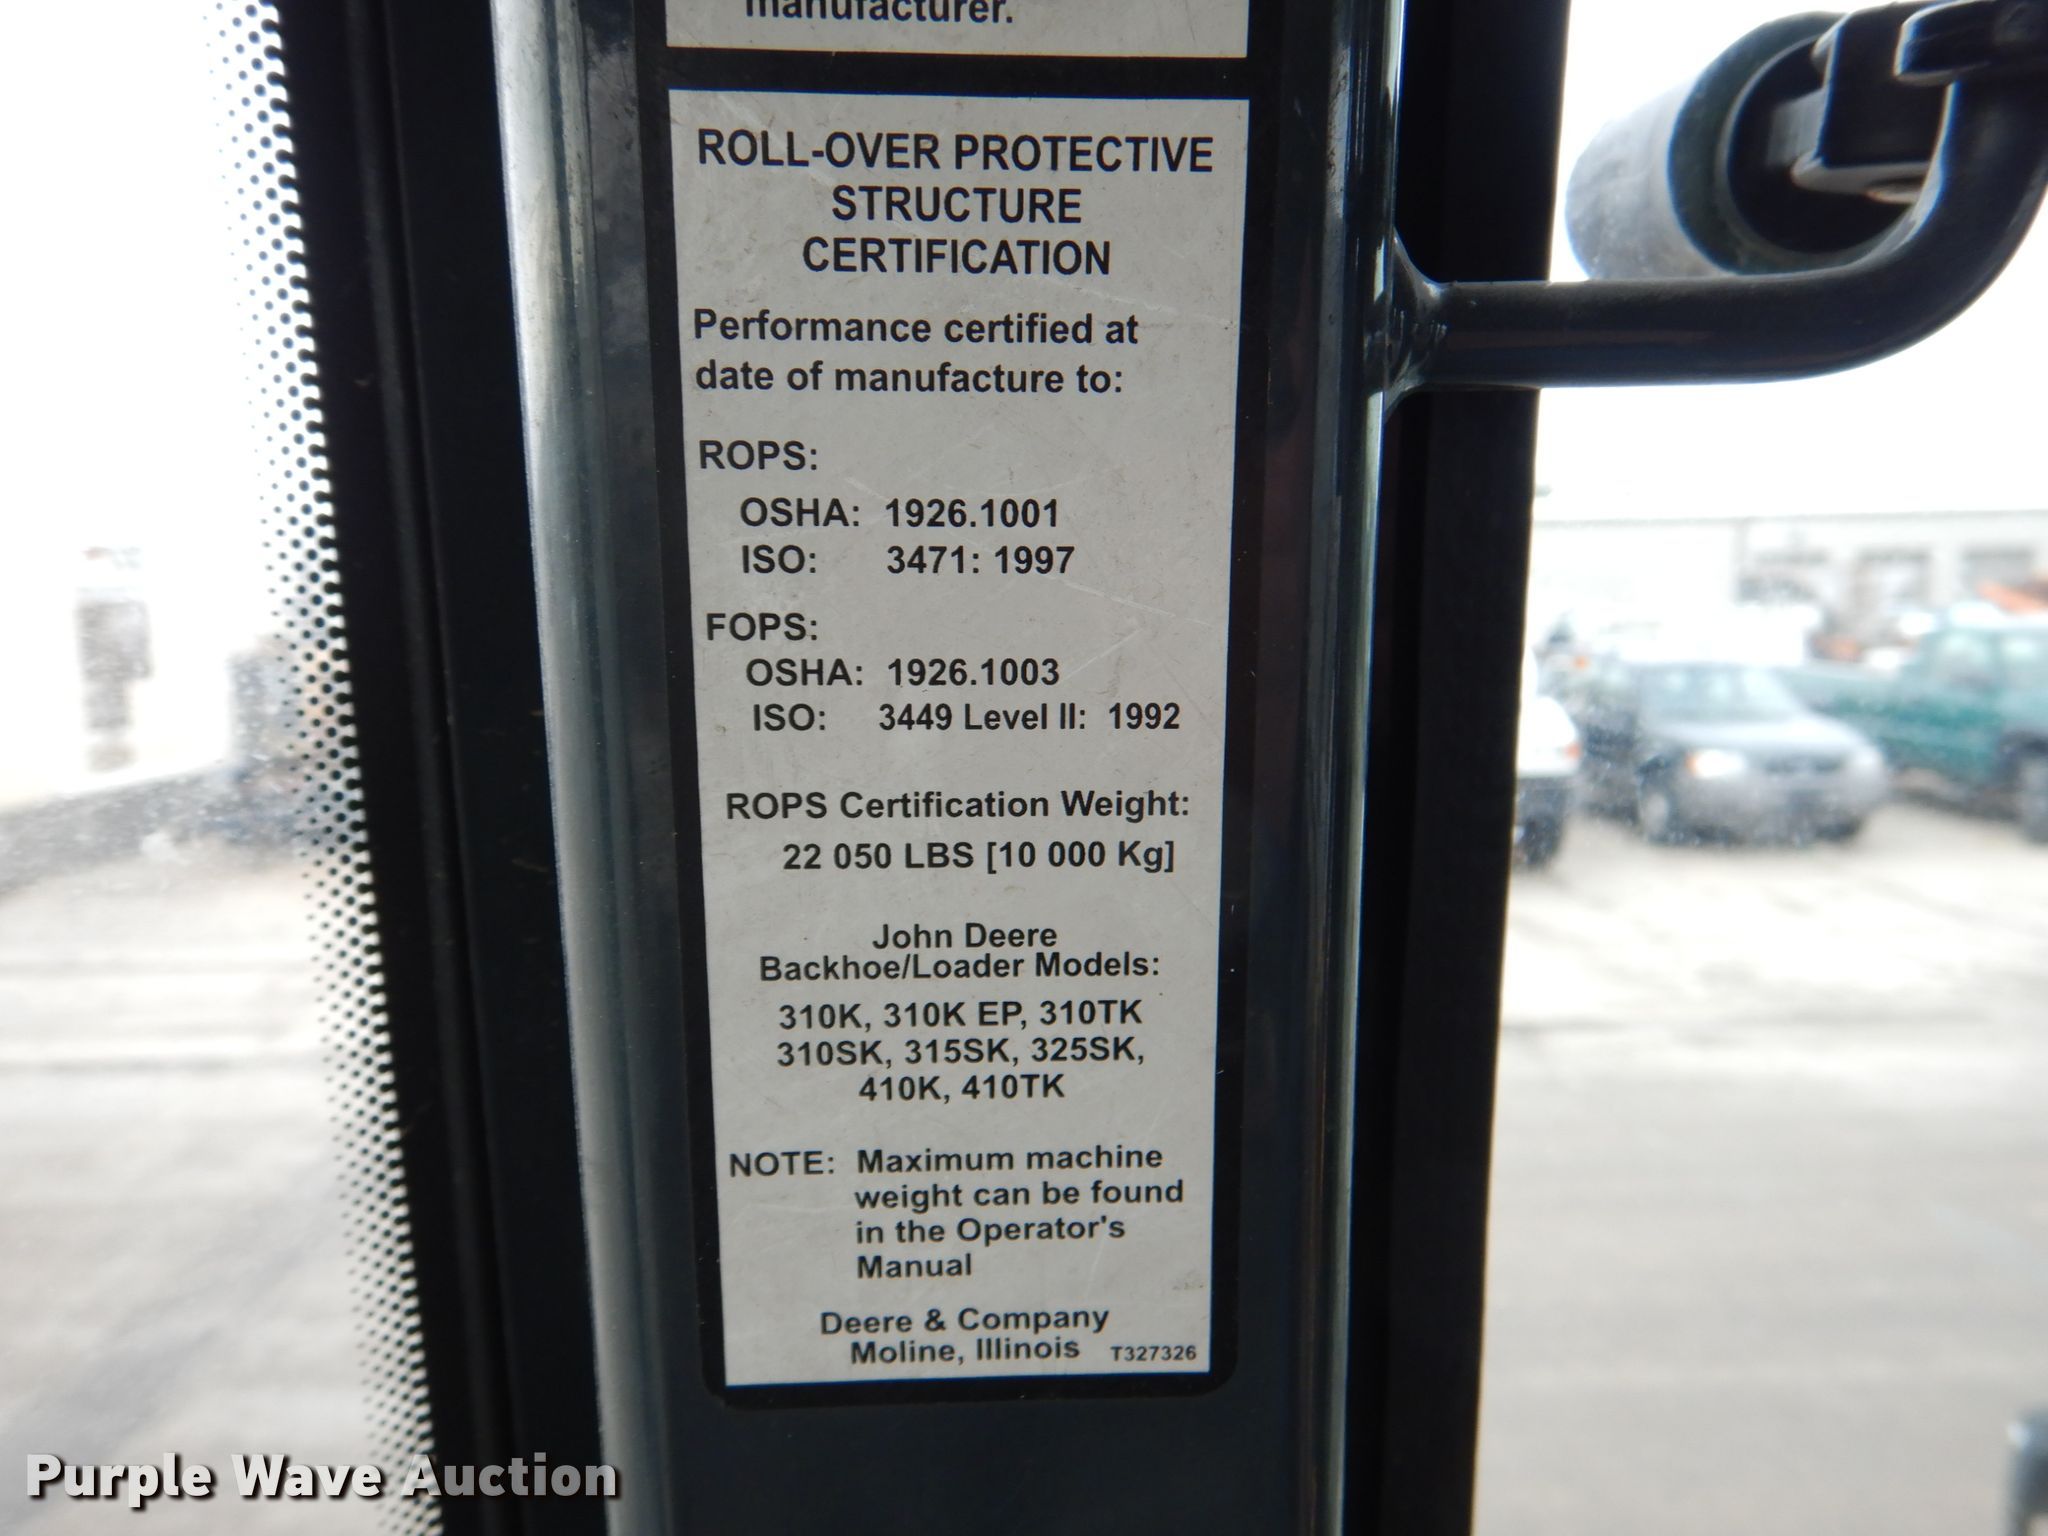 manufacturer.
ROLL-OVER PROTECTIVE
STRUCTURE
CERTIFICATION
Performance certified at
date of manufacture to:
ROPS:
OSHA: 1926.1001
ISO: 3471: 1997
FOPS:
OSHA: 1926.1003
ISO: 3449 Level II: 1992
ROPS Certification Weight:
22 050 LBS [10 000 Kg]
John Deere
Backhoe/Loader Models:
310K, 310K EP, 310TK
310SK, 315SK, 325SK,
410K, 410TK
NOTE: Maximum machine
weight can be found
in the Operator's
Manual
Deere & Company
Moline, Illinois T327326
Purple Wave Auction